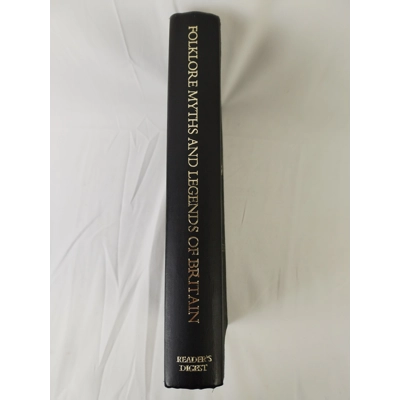 FOLKLORE MYTHS AND LEGENDS OF BRITAIN
READER'S
DIGEST